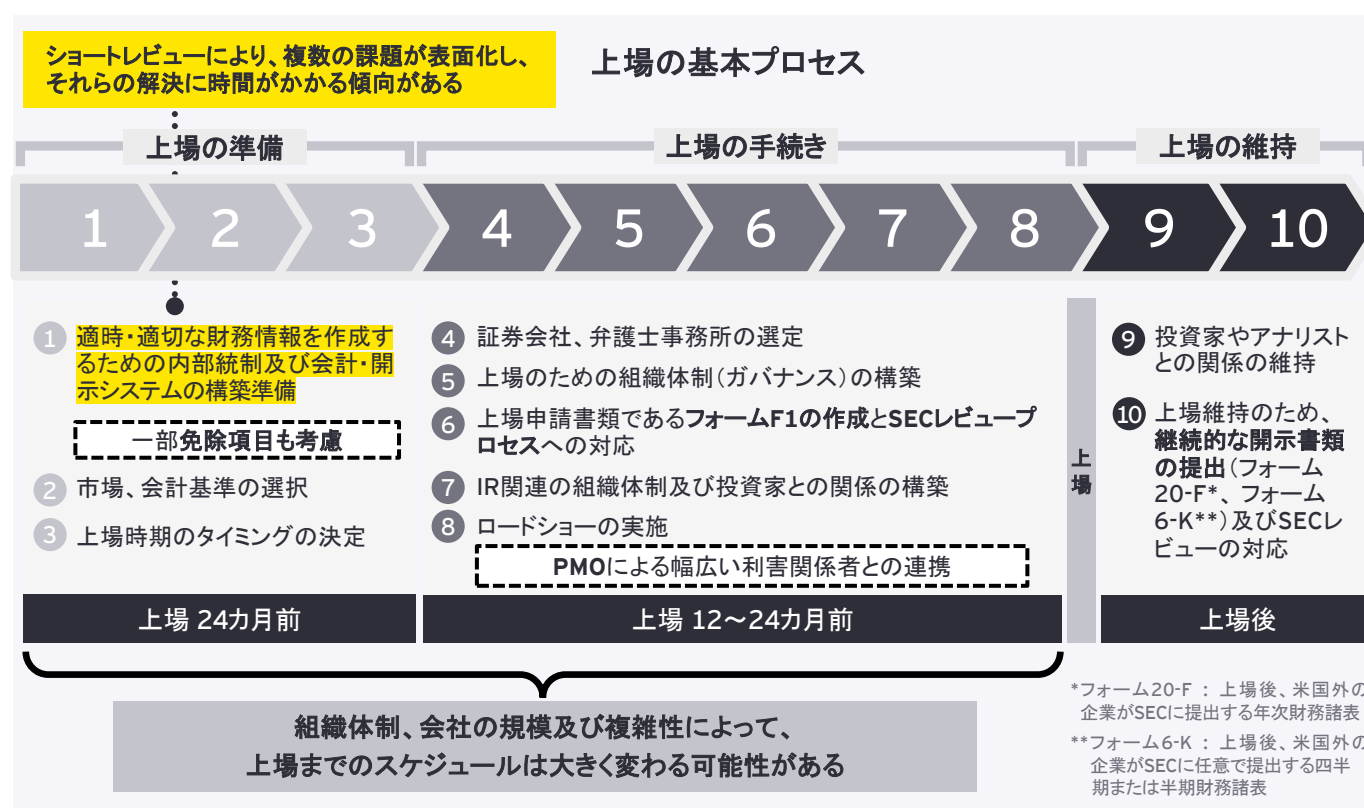 ショートレビューにより、複数の課題が表面化し、
それらの解決に時間がかかる傾向がある
上場の基本プロセス
上場の準備
上場の手続き
上場の維持
1
2
3
4
5
6
7
8
9
10
1 適時・適切な財務情報を作成す
るための内部統制及び会計・開
示システムの構築準備
一部免除項目も考慮
2 市場、会計基準の選択
3 上場時期のタイミングの決定
上場 24カ月前
4 証券会社、弁護士事務所の選定
5 上場のための組織体制(ガバナンス)の構築
6 上場申請書類であるフォームF1の作成とSECレビュープ
ロセスへの対応
7 IR関連の組織体制及び投資家との関係の構築
8 ロードショーの実施
PMOによる幅広い利害関係者との連携
上場 12〜24カ月前
上
場
9 投資家やアナリスト
との関係の維持
10 上場維持のため、
継続的な開示書類
の提出(フォーム
20-F*、フォーム
6-K**)及びSECレ
ビューの対応
上場後
組織体制、会社の規模及び複雑性によって、
上場までのスケジュールは大きく変わる可能性がある
*フォーム20-F : 上場後、米国外の
企業がSECに提出する年次財務諸表
**フォーム6-K : 上場後、米国外の
企業がSECに任意で提出する四半
期または半期財務諸表